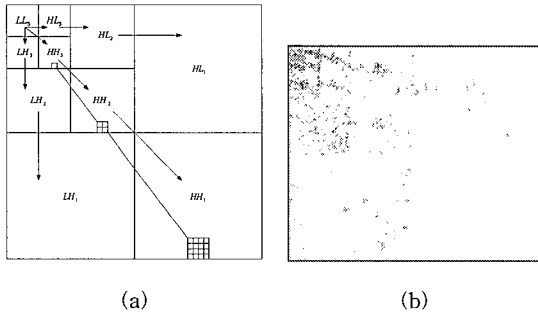 LL₃ HL₃
HL₂
LH₃ HH₃
HL₁
LH₂ HH₂
LH₁ HH₁
(a) (b)